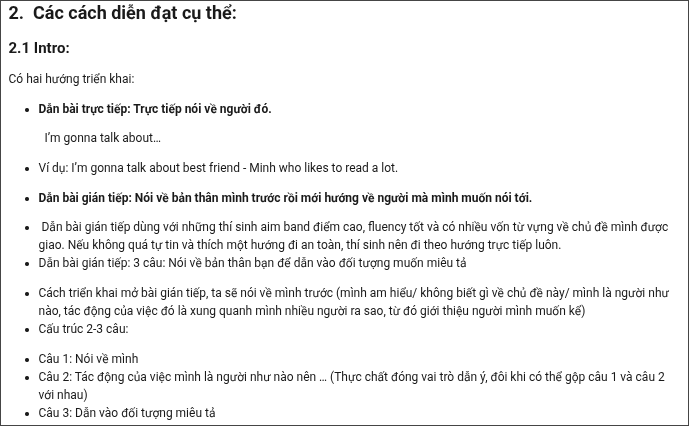 2. Các cách diễn đạt cụ thể:
2.1 Intro:
Có hai hướng triển khai:
Dẫn bài trực tiếp: Trực tiếp nói về người đó.
I'm gonna talk about…
Ví dụ: I'm gonna talk about best friend - Minh who likes to read a lot.
Dẫn bài gián tiếp: Nói về bản thân mình trước rồi mới hướng về người mà mình muốn nói tới.
Dẫn bài gián tiếp dùng với những thí sinh aim band điểm cao, fluency tốt và có nhiều vốn từ vựng về chủ đề mình được
giao. Nếu không quá tự tin và thích một hướng đi an toàn, thí sinh nên đi theo hướng trực tiếp luôn.
Dẫn bài gián tiếp: 3 câu: Nói về bản thân bạn để dẫn vào đối tượng muốn miêu tả
Cách triển khai mở bài gián tiếp, ta sẽ nói về mình trước (mình am hiểu/ không biết gì về chủ đề này/ mình là người như
nào, tác động của việc đó là xung quanh mình nhiều người ra sao, từ đó giới thiệu người mình muốn kể)
Cấu trúc 2-3 câu:
Câu 1: Nói về mình
Câu 2: Tác động của việc mình là người như nào nên … (Thực chất đóng vai trò dẫn ý, đôi khi có thể gộp câu 1 và câu 2
với nhau)
Câu 3: Dẫn vào đối tượng miêu tả